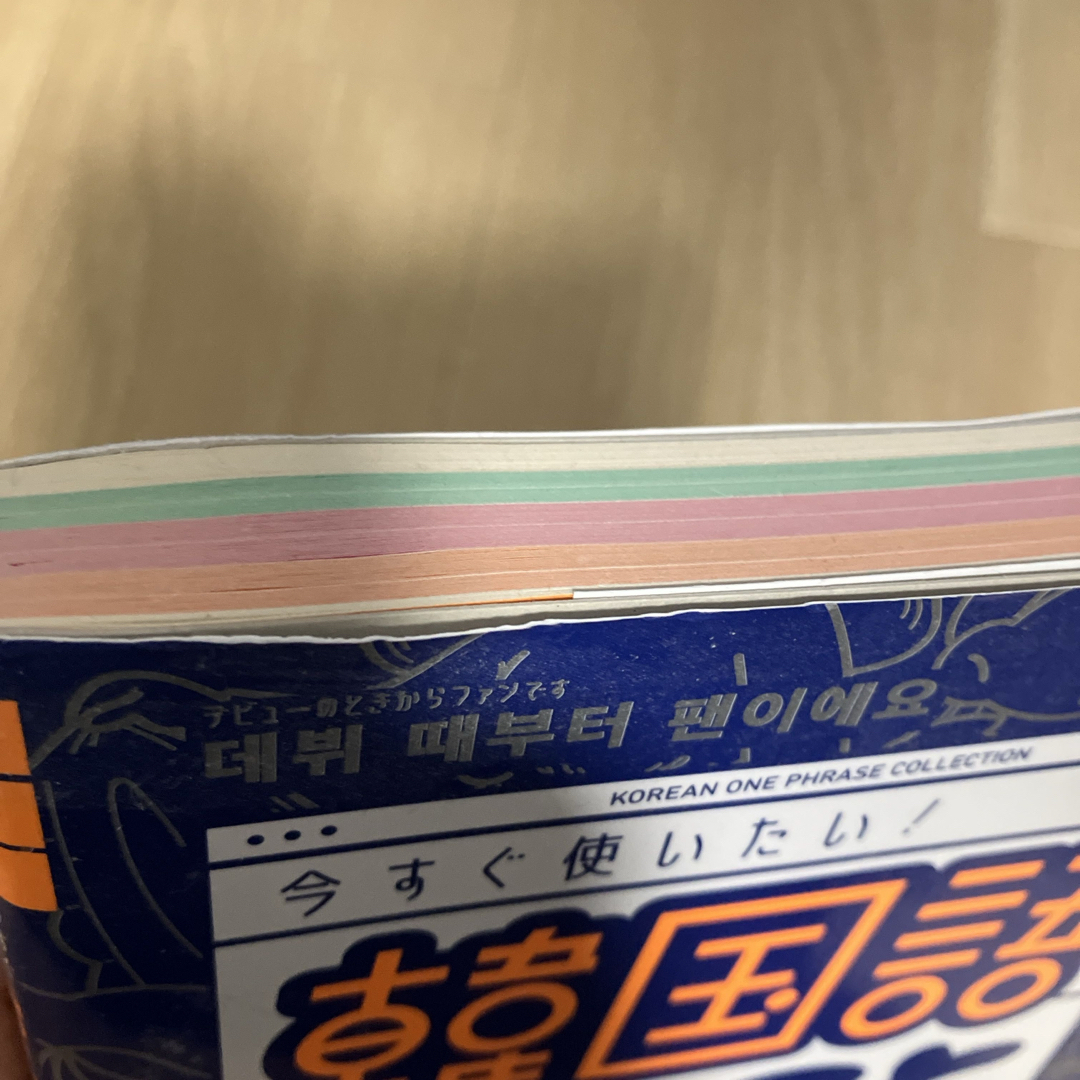 デビューのときからファンです
데뷔 때부터 팬이에요
KOREAN ONE PHRASE COLLECTION
今すぐ使いたい！
韓国語